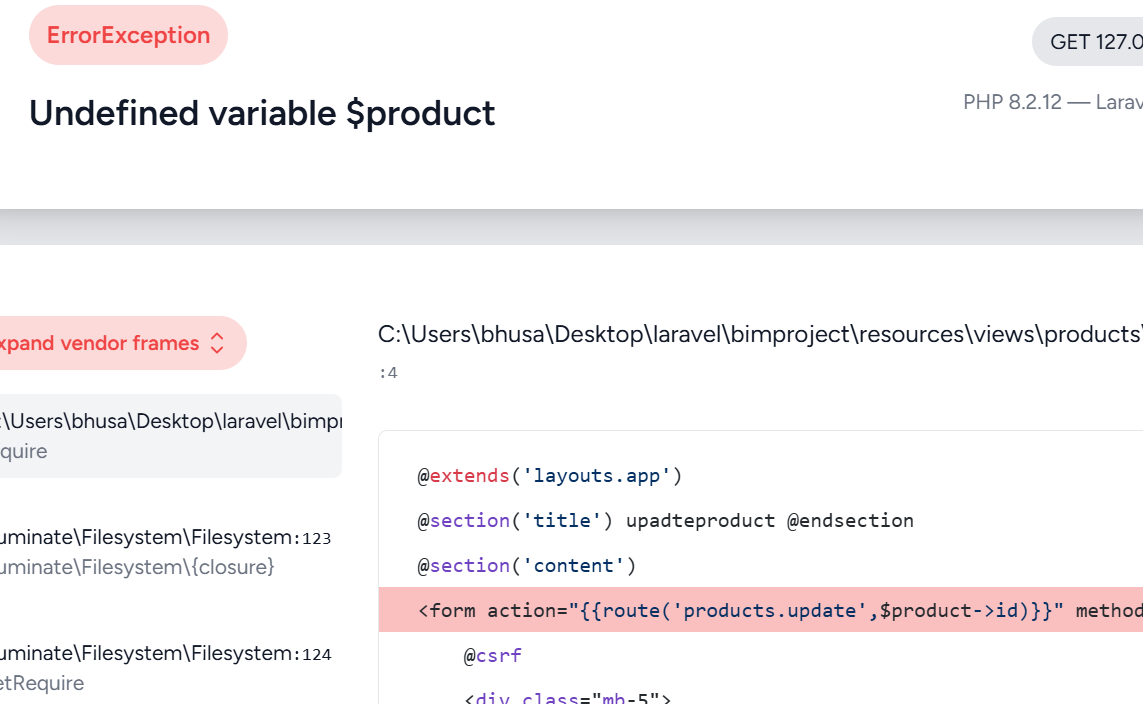 ErrorException
GET 127.0
Undefined variable $product
PHP 8.2.12 — Larav
xpand vendor frames
C:\Users\bhusa\Desktop\laravel\bimproject\resources\views\products\
:4
:\Users\bhusa\Desktop\laravel\bimpr
quire
@extends('layouts.app')
@section('title') upadteproduct @endsection
uminate\Filesystem\Filesystem:123
uminate\Filesystem\{closure}
@section('content')
<form action="{{route('products.update',$product->id)}}" method
uminate\Filesystem\Filesystem:124
etRequire
@csrf
<div class="mb-5">